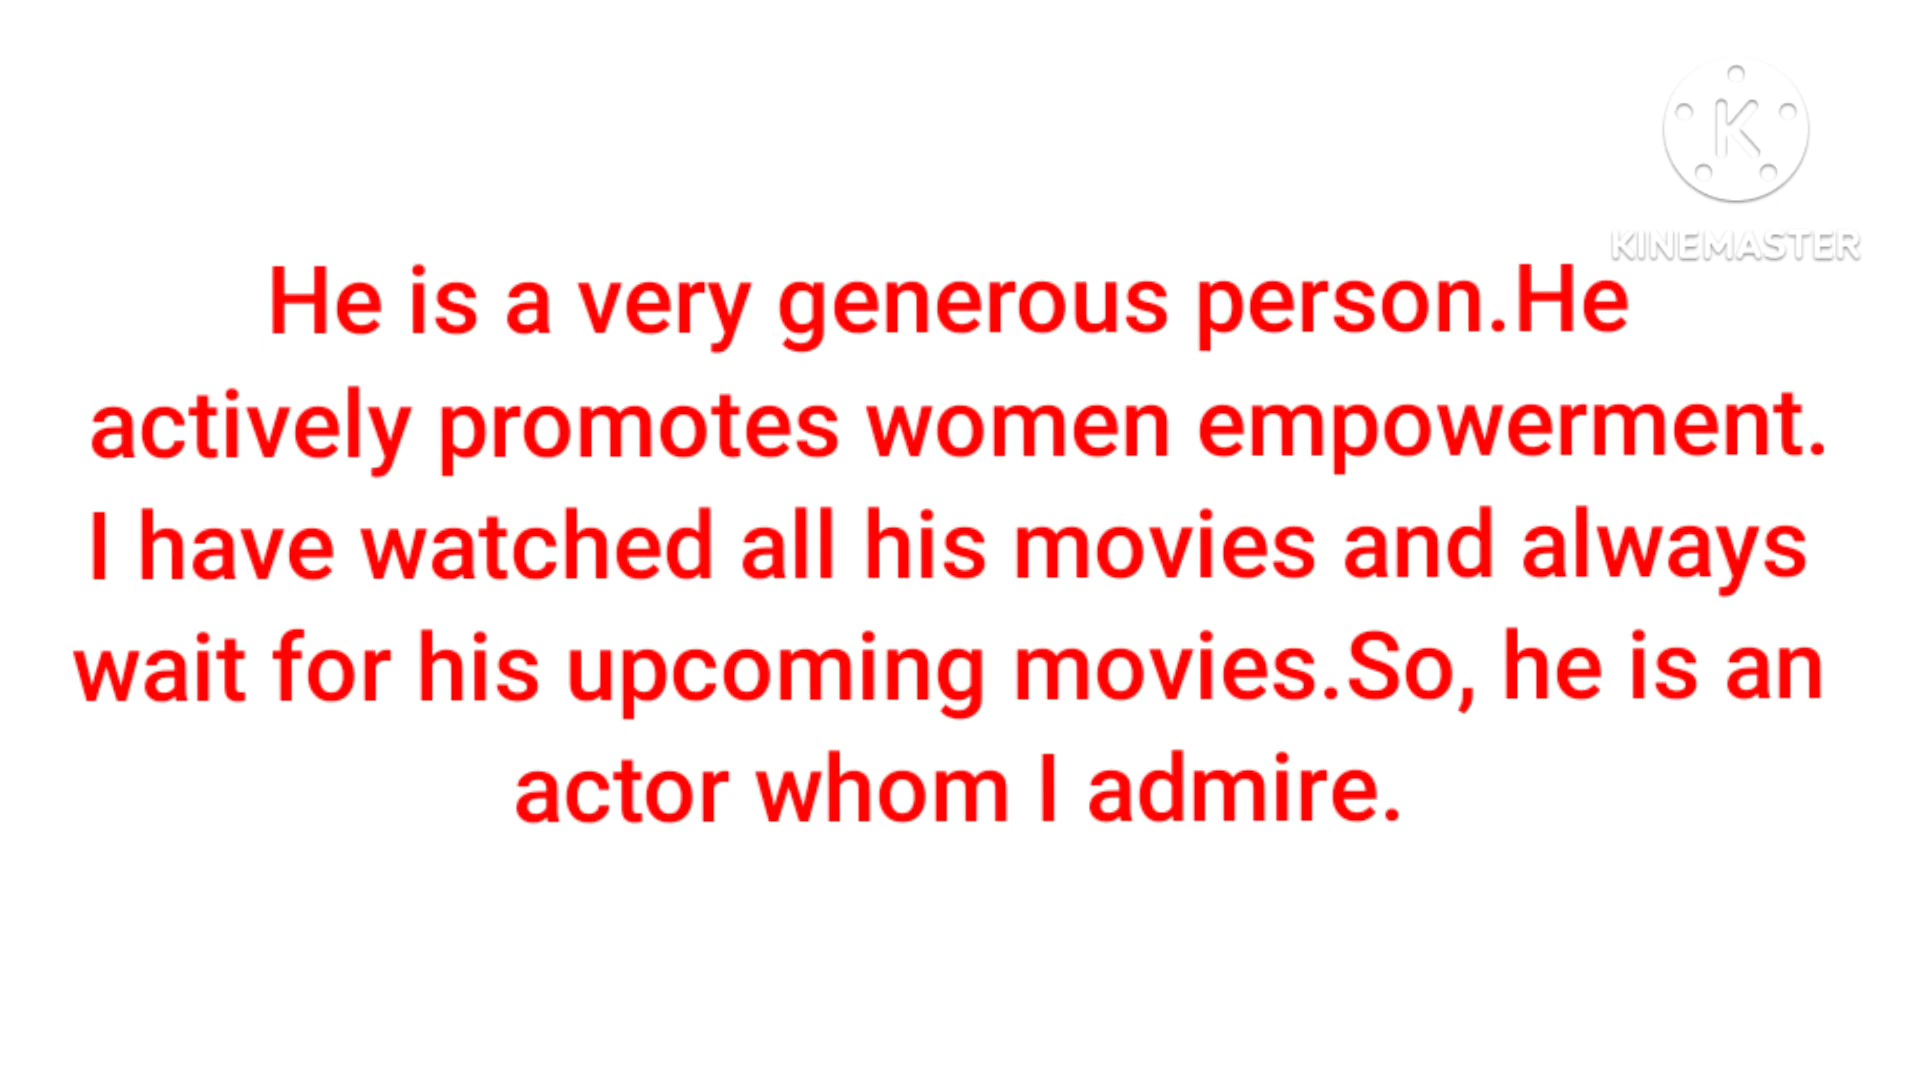 K
KINEMASTER
He is a very generous person.He
actively promotes women empowerment.
I have watched all his movies and always
wait for his upcoming movies.So, he is an
actor whom I admire.